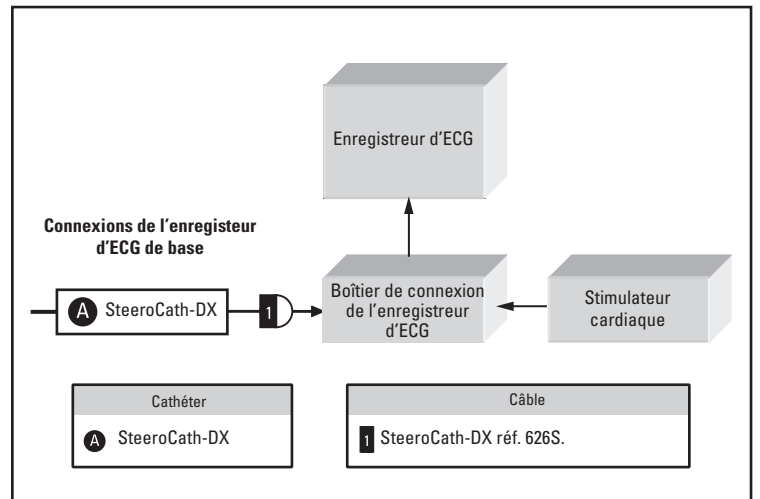 Enregistreur d'ECG
Connexions de l'enregisteur
d'ECG de base
A SteeroCath-DX
1
Boîtier de connexion
de l'enregistreur
d'ECG
Stimulateur
cardiaque
Cathéter
A SteeroCath-DX
Câble
1 SteeroCath-DX réf. 626S.